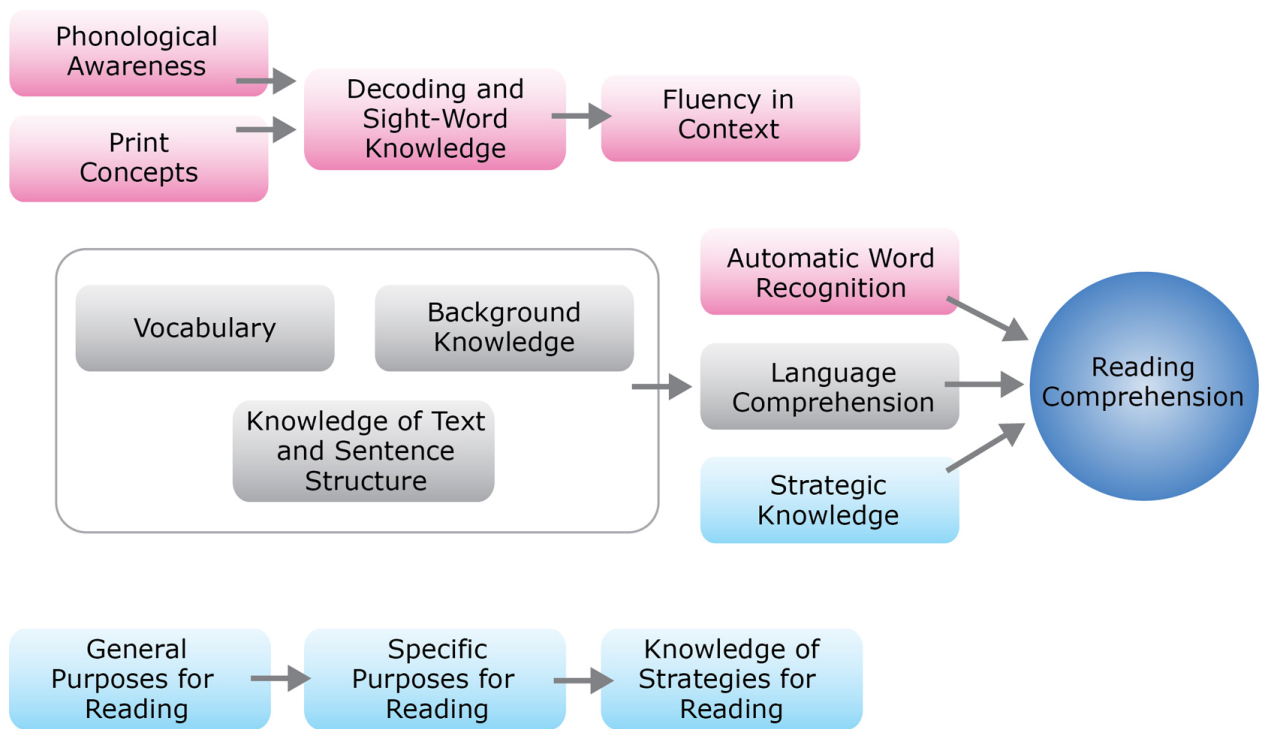 Phonological
Awareness
Print
Concepts
Decoding and
Sight-Word
Knowledge
Fluency in
Context
Vocabulary
Background
Knowledge
Knowledge of Text
and Sentence
Structure
Automatic Word
Recognition
Language
Comprehension
Strategic
Knowledge
Reading
Comprehension
General
Purposes for
Reading
Specific
Purposes for
Reading
Knowledge of
Strategies for
Reading